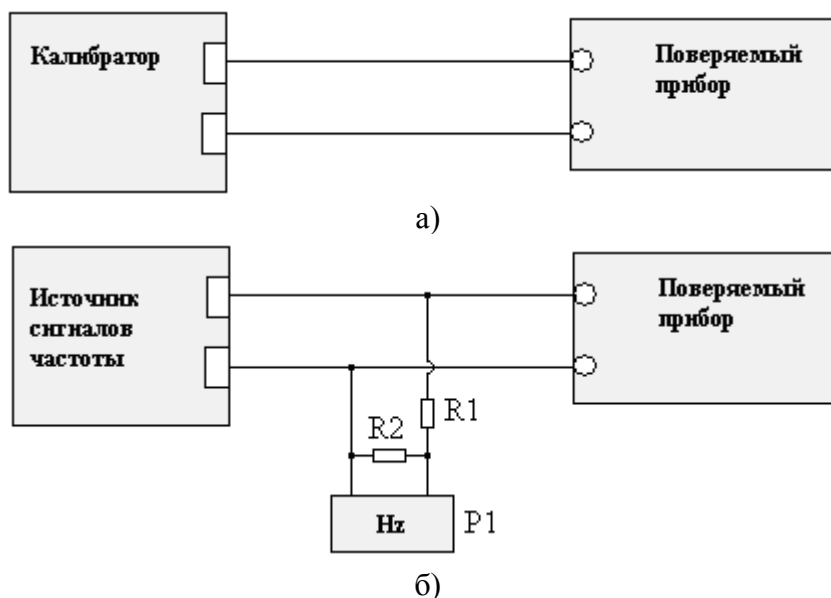 Калибратор
Поверяемый
прибор
а)
Источник
сигналов
частоты
Поверяемый
прибор
R1
R2
Hz
P1
б)